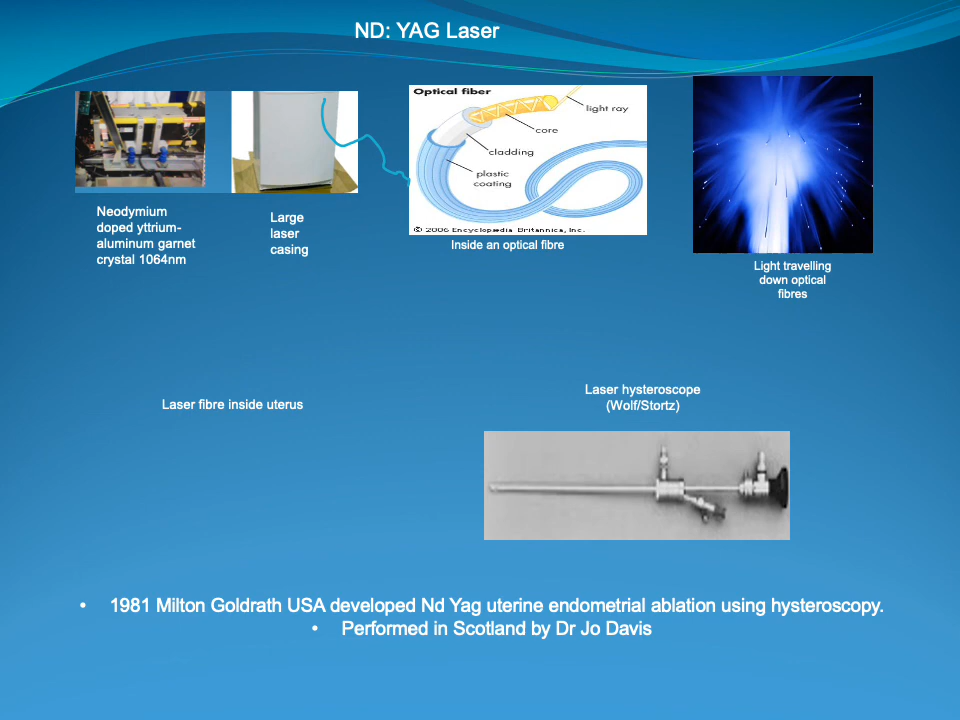 ND: YAG Laser
Optical fiber
light ray
core
cladding
plastic
coating
© 2006 Encyclopædia Britannica, Inc.
Neodymium
doped yttrium-
aluminum garnet
crystal 1064nm
Large
laser
casing
Inside an optical fibre
Light travelling
down optical
fibres
Laser fibre inside uterus
Laser hysteroscope
(Wolf/Stortz)
• 1981 Milton Goldrath USA developed Nd Yag uterine endometrial ablation using hysteroscopy.
• Performed in Scotland by Dr Jo Davis